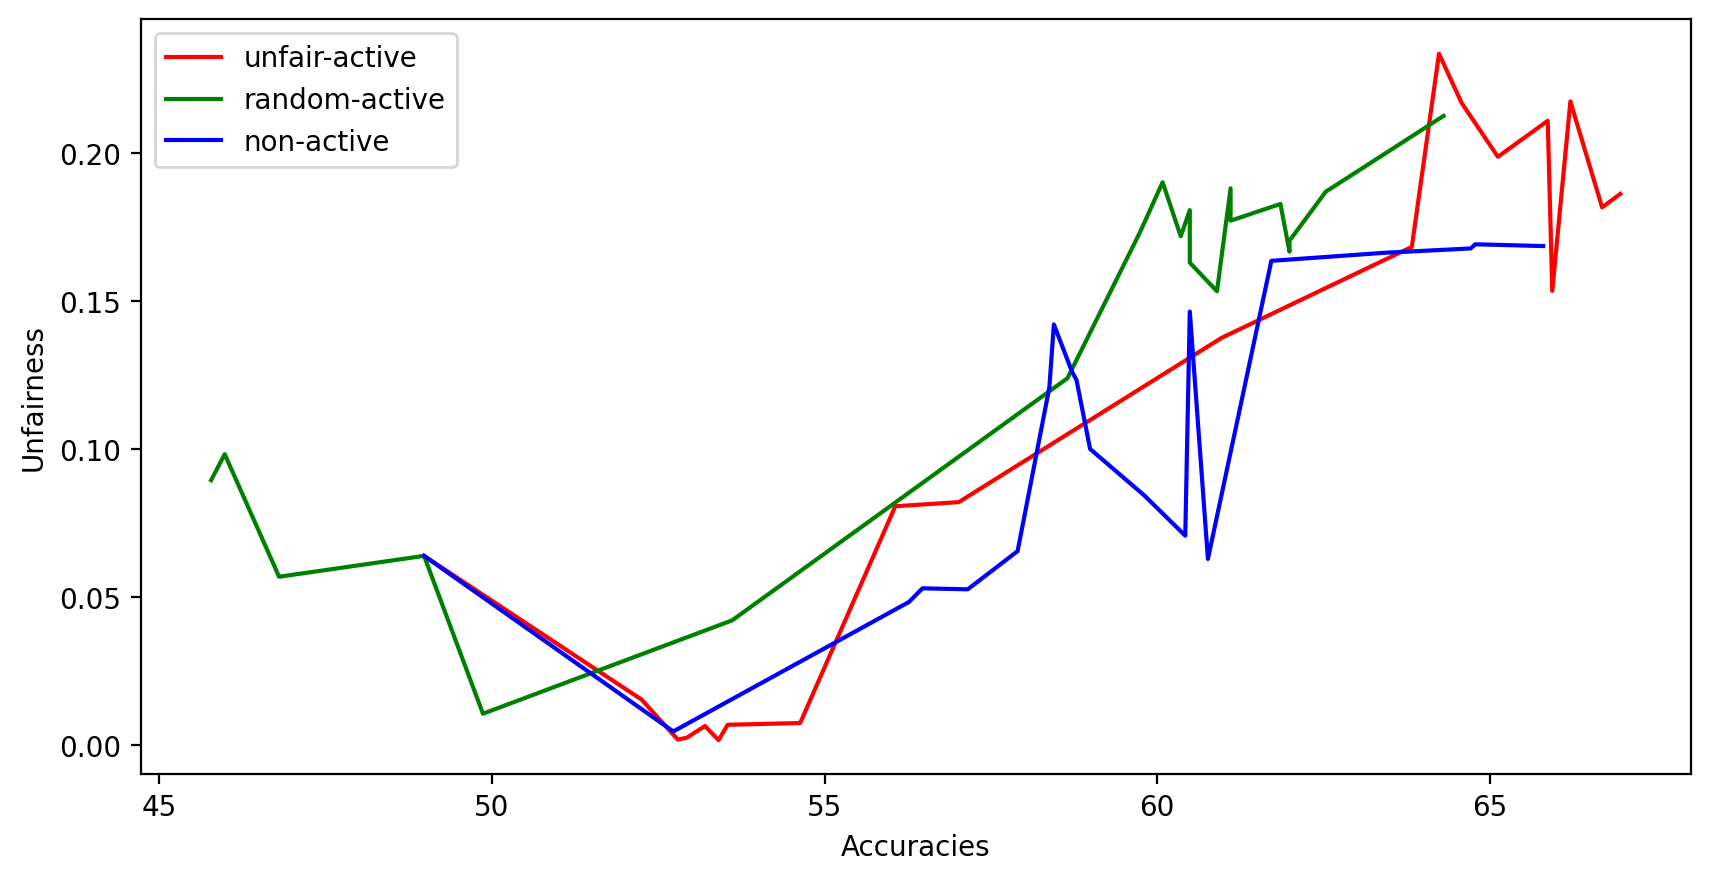 unfair-active
random-active
non-active
0.20
0.15
0.10
0.05
0.00
Unfairness
45 50 55 60 65
Accuracies